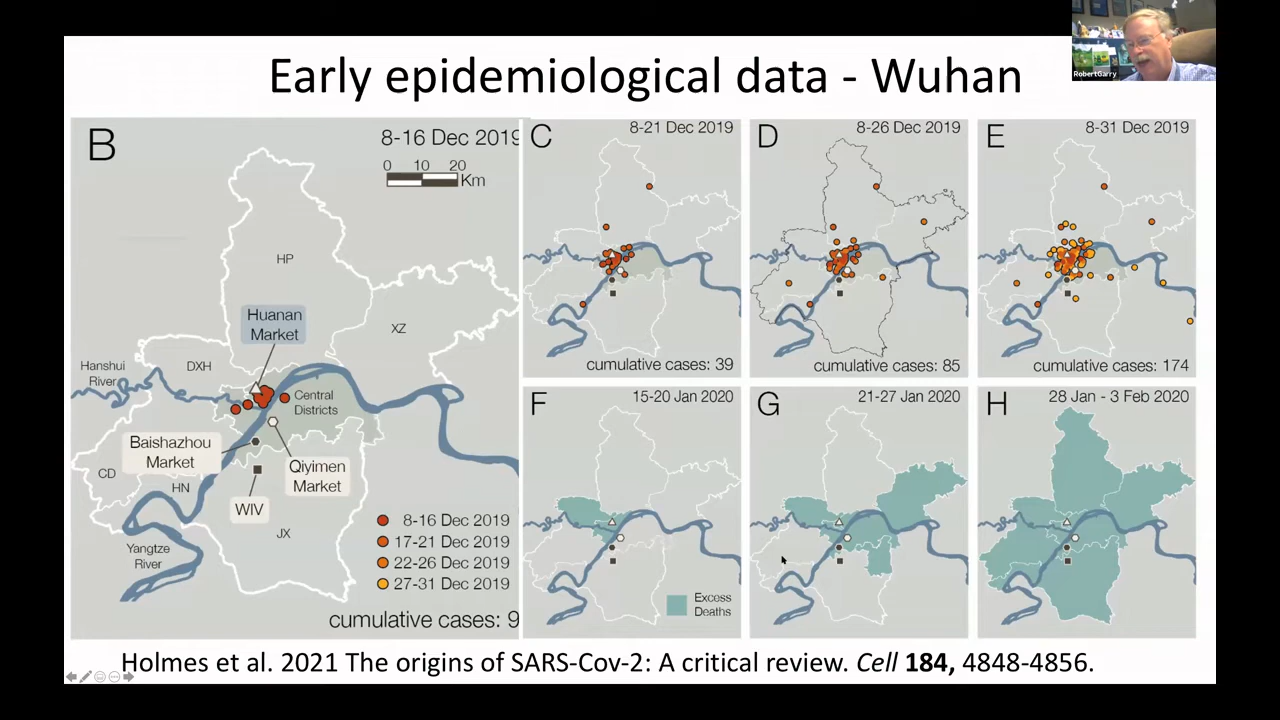 RobertGarry
Early epidemiological data - Wuhan
B
8-16 Dec 2019
0 10 20
Km
HP
Huanan
Market
XZ
Hanshui
River
DXH
Central
Districts
Baishazhou
Market
CD
HN
Qiyimen
Market
WIV
JX
Yangtze
River
8-16 Dec 2019
17-21 Dec 2019
22-26 Dec 2019
27-31 Dec 2019
cumulative cases: 9
C
8-21 Dec 2019
cumulative cases: 39
D
8-26 Dec 2019
cumulative cases: 85
E
8-31 Dec 2019
cumulative cases: 174
F
15-20 Jan 2020
Excess
Deaths
G
21-27 Jan 2020
H
28 Jan - 3 Feb 2020
Holmes et al. 2021 The origins of SARS-Cov-2: A critical review. Cell 184, 4848-4856.